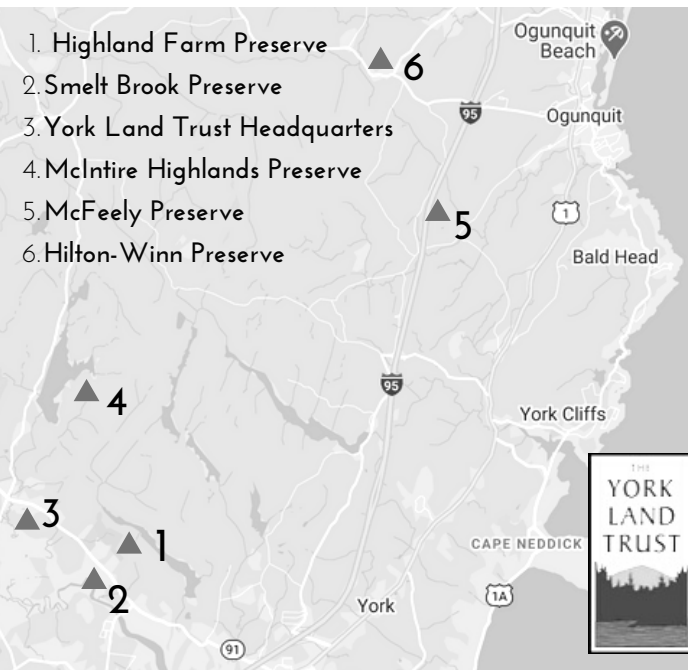 1. Highland Farm Preserve
2. Smelt Brook Preserve
3. York Land Trust Headquarters
4. McIntire Highlands Preserve
5. McFeely Preserve
6. Hilton-Winn Preserve
6
Ogunquit
Beach
95
Ogunquit
5
1
Bald Head
95
4
York Cliffs
3
1
2
CAPE NEDDICK
York
1A
91
THE
YORK
LAND
TRUST